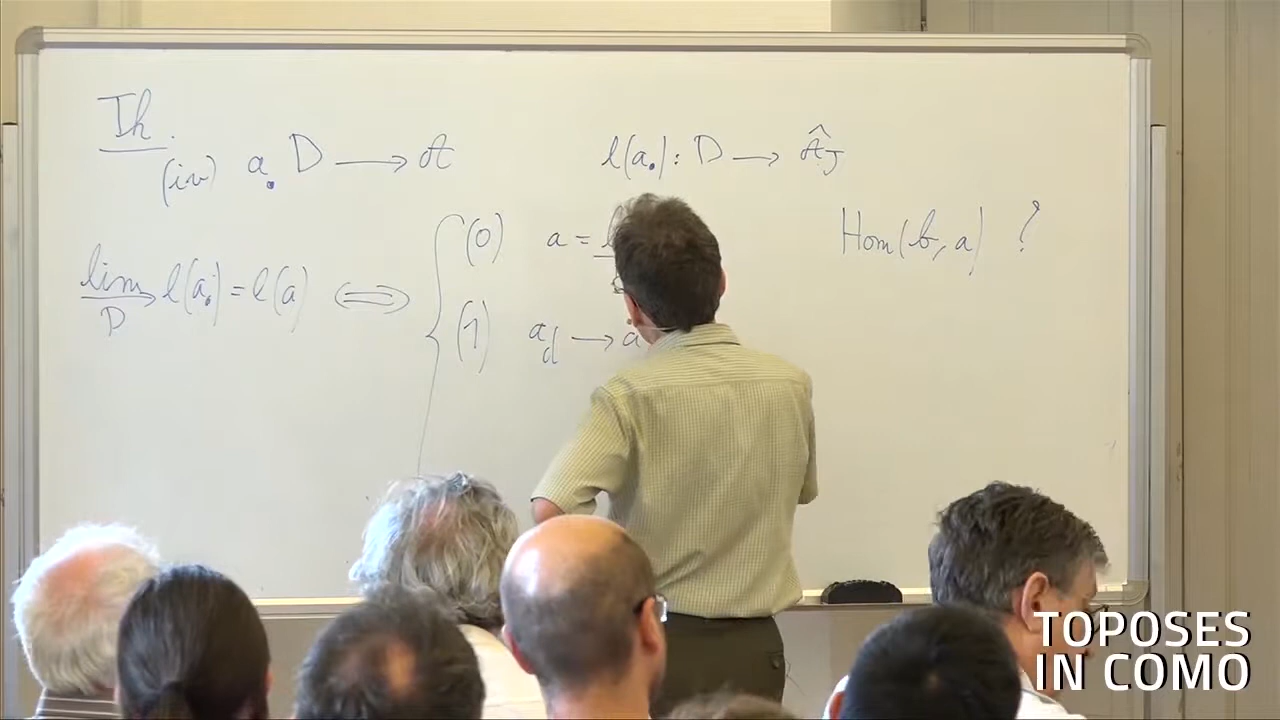 Th.
(iv) a. D ⟶ 𝒜 l(a.) : D ⟶ 𝒜̂_J
(0) a = Hom(b, a) ?
lim_D l(a.) = l(a) ⟺
(1) a_d ⟶ a
TOPOSES
IN COMO